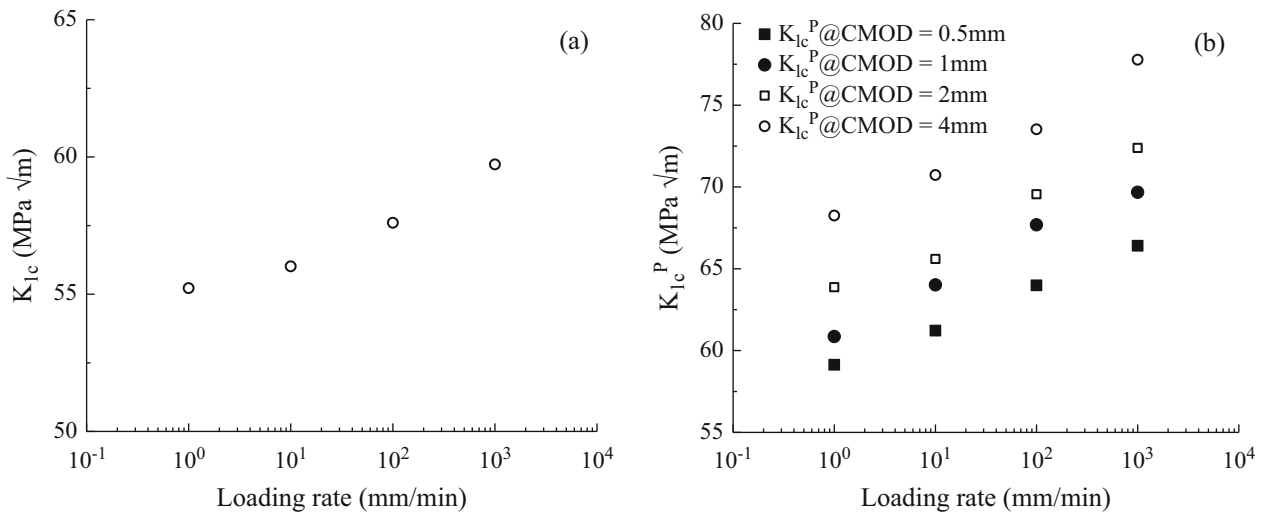 (a)
65
60
55
50
K₁c (MPa √m)
10⁻¹ 10⁰ 10¹ 10² 10³ 10⁴
Loading rate (mm/min)
(b)
K₁cᴾ@CMOD = 0.5mm
K₁cᴾ@CMOD = 1mm
K₁cᴾ@CMOD = 2mm
K₁cᴾ@CMOD = 4mm
80
75
70
65
60
55
K₁cᴾ (MPa √m)
10⁻¹ 10⁰ 10¹ 10² 10³ 10⁴
Loading rate (mm/min)